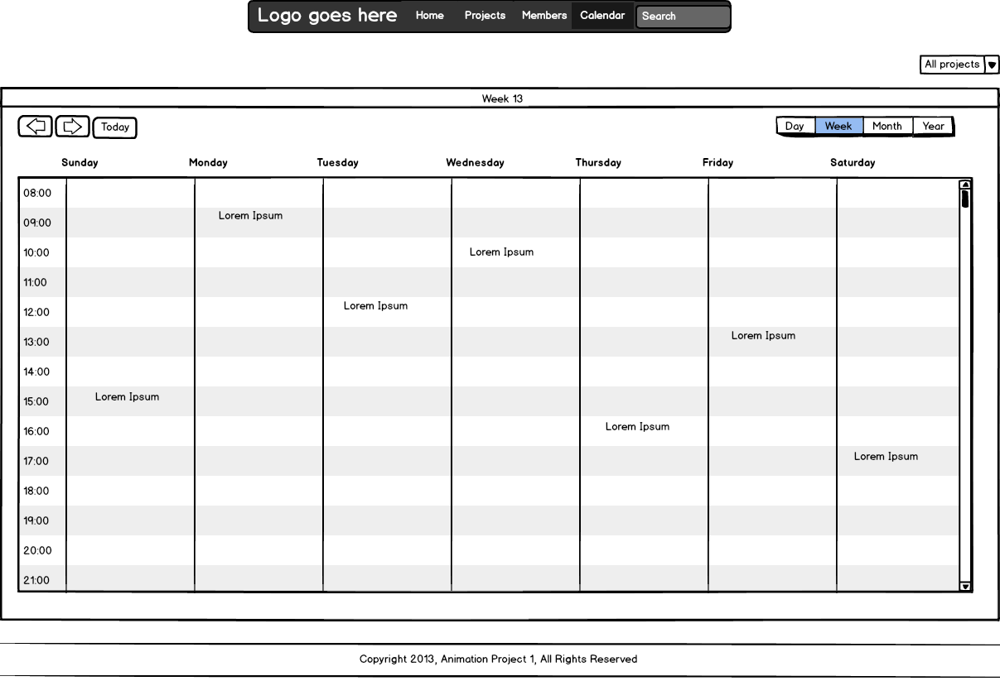 Logo goes here Home Projects Members Calendar Search
All projects
Week 13
Today Day Week Month Year
Sunday Monday Tuesday Wednesday Thursday Friday Saturday
08:00
Lorem Ipsum
09:00
10:00 Lorem Ipsum
11:00
Lorem Ipsum
12:00
Lorem Ipsum
13:00
14:00
Lorem Ipsum
15:00
Lorem Ipsum
16:00
Lorem Ipsum
17:00
18:00
19:00
20:00
21:00
Copyright 2013, Animation Project 1, All Rights Reserved